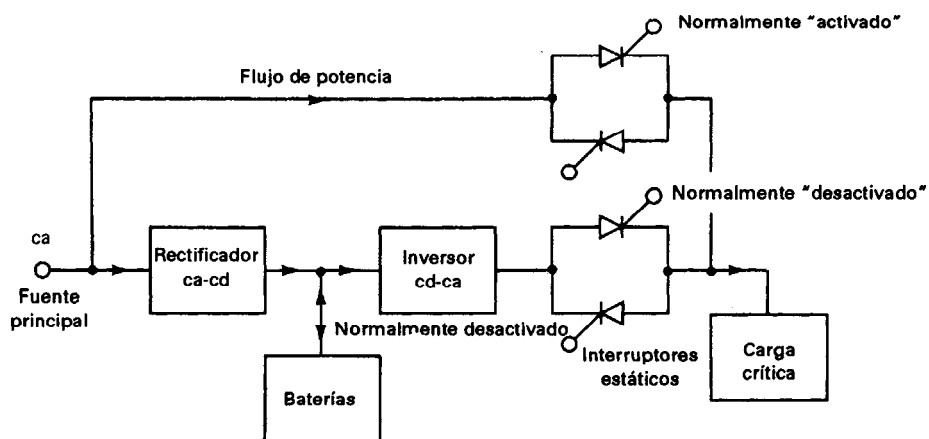 Normalmente "activado"
Flujo de potencia
Normalmente "desactivado"
ca
Fuente
principal
Rectificador
ca-cd
Inversor
cd-ca
Normalmente desactivado
Interruptores
estáticos
Baterías
Carga
crítica